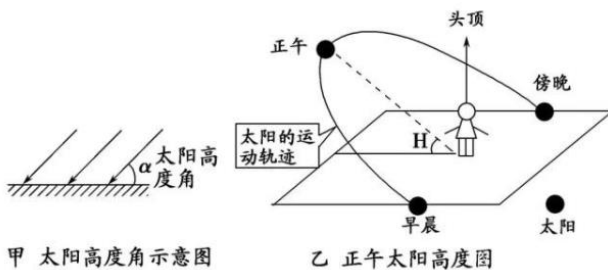 头顶
正午
傍晚
太阳的运
动轨迹
H
α
太阳高
度角
早晨
太阳
甲 太阳高度角示意图
乙 正午太阳高度图